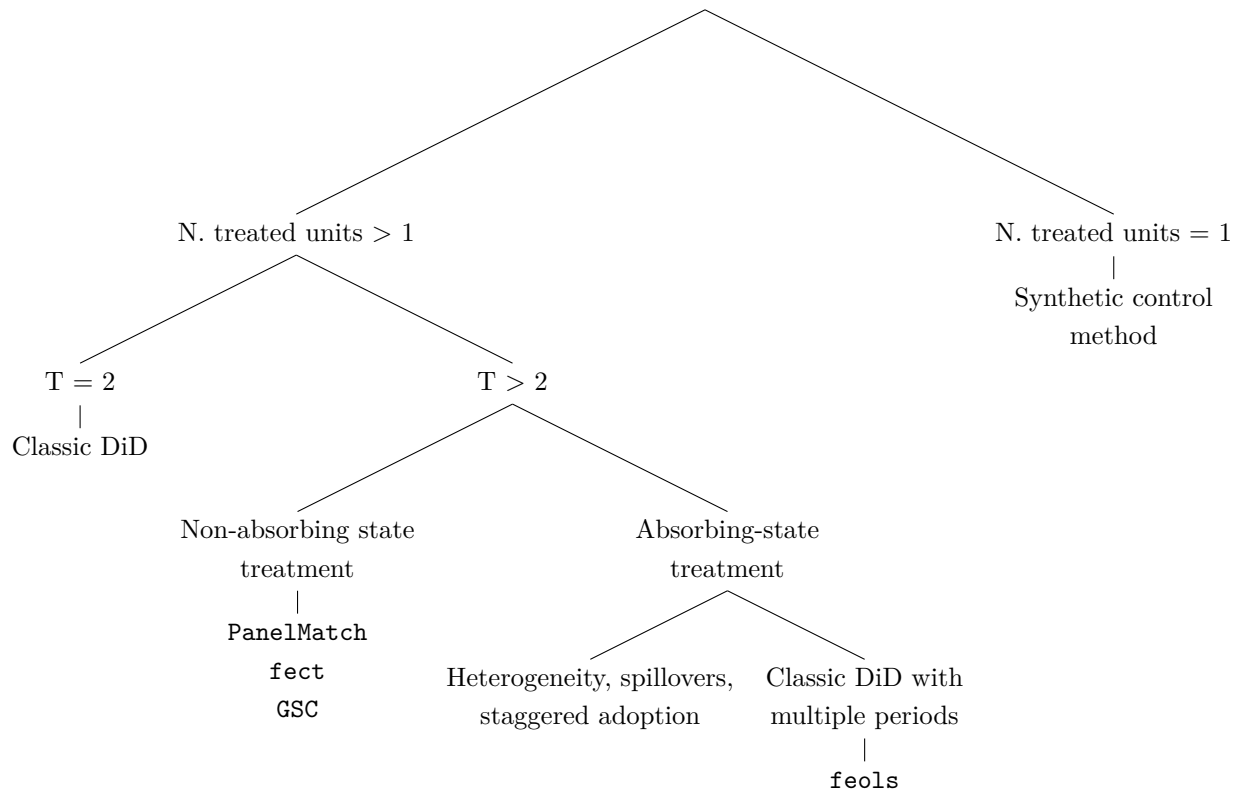 N. treated units > 1
N. treated units = 1
Synthetic control
method
T = 2
Classic DiD
T > 2
Non-absorbing state
treatment
PanelMatch
fect
GSC
Absorbing-state
treatment
Heterogeneity, spillovers,
staggered adoption
Classic DiD with
multiple periods
feols